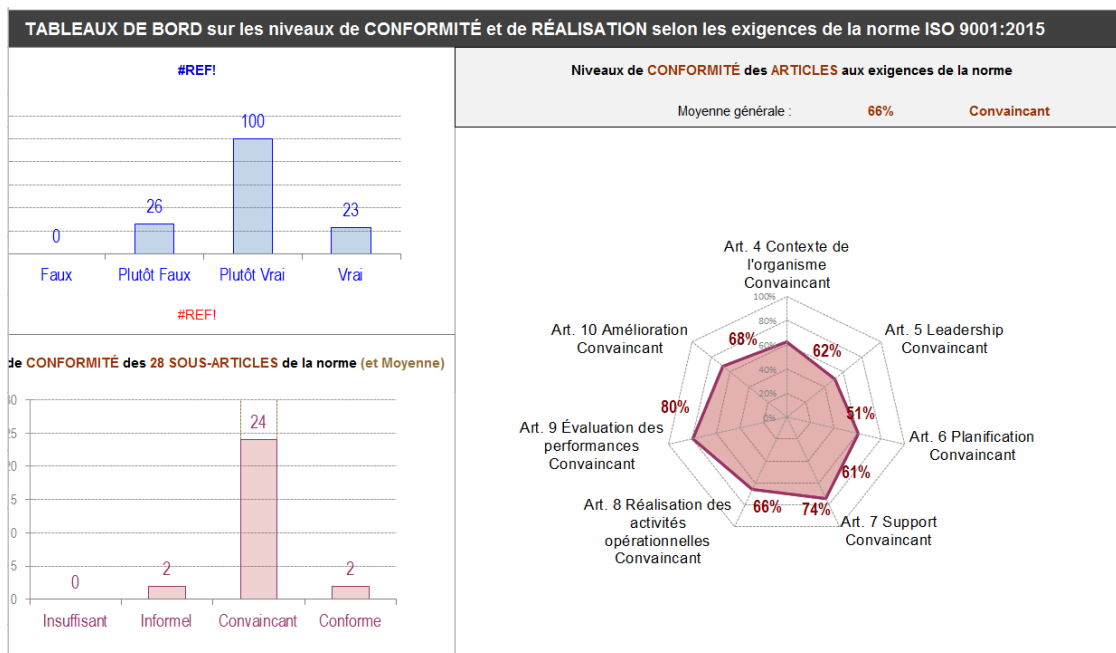 TABLEAUX DE BORD sur les niveaux de CONFORMITÉ et de RÉALISATION selon les exigences de la norme ISO 9001:2015
#REF!
100
26
23
0
Faux
Plutôt Faux
Plutôt Vrai
Vrai
#REF!
de CONFORMITÉ des 28 SOUS-ARTICLES de la norme (et Moyenne)
30
25
20
15
10
5
0
24
2
2
0
Insuffisant
Informel
Convaincant
Conforme
Niveaux de CONFORMITÉ des ARTICLES aux exigences de la norme
Moyenne générale : 66% Convaincant
Art. 4 Contexte de
l'organisme
Convaincant
100%
80%
60%
40%
20%
0%
62%
Art. 5 Leadership
Convaincant
51%
Art. 6 Planification
Convaincant
61%
Art. 7 Support
Convaincant
74%
Art. 8 Réalisation des
activités
opérationnelles
Convaincant
66%
Art. 9 Évaluation des
performances
Convaincant
80%
Art. 10 Amélioration
Convaincant
68%